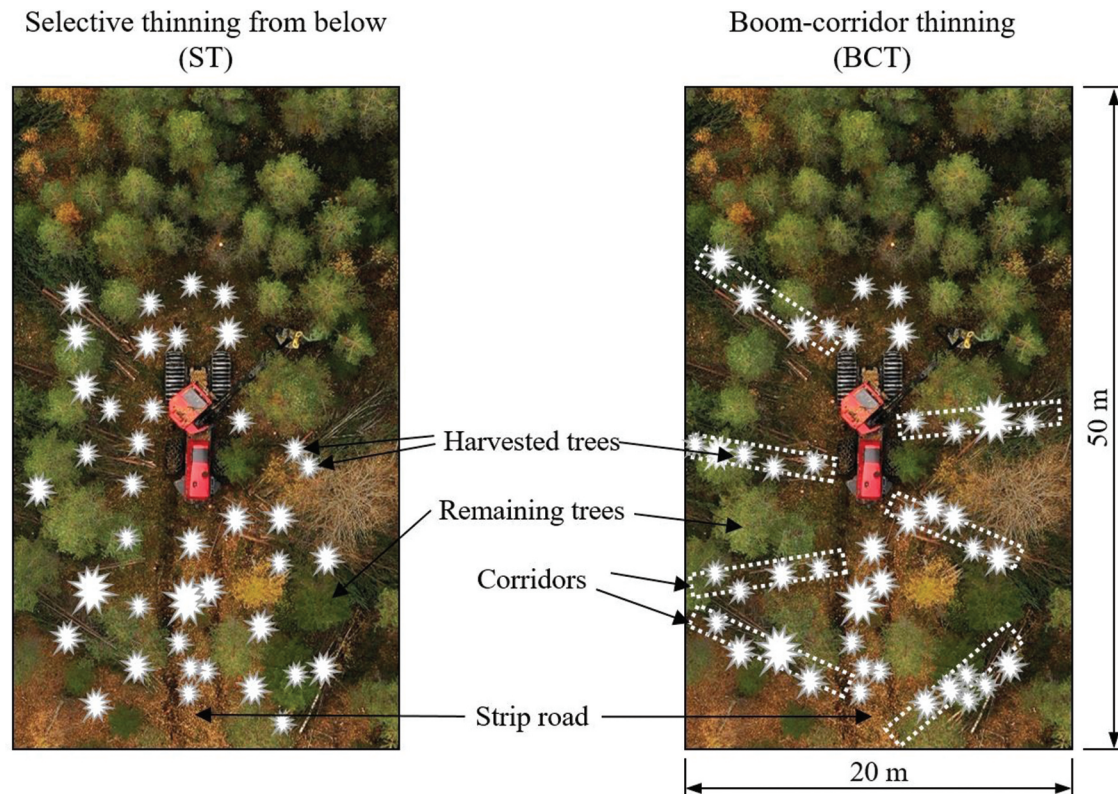 Selective thinning from below
(ST)
Boom-corridor thinning
(BCT)
Harvested trees
Remaining trees
Corridors
Strip road
50 m
20 m